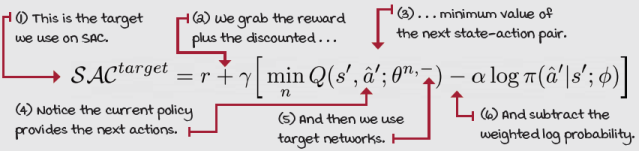 (1) This is the target
we use on SAC.
(2) We grab the reward
plus the discounted . . .
(3) . . . minimum value of
the next state-action pair.
SAC^{target} = r + γ[ min_n Q(s′, â′; θ^{n,−}) − α log π(â′|s′; ϕ) ]
(4) Notice the current policy
provides the next actions.
(5) And then we use
target networks.
(6) And subtract the
weighted log probability.